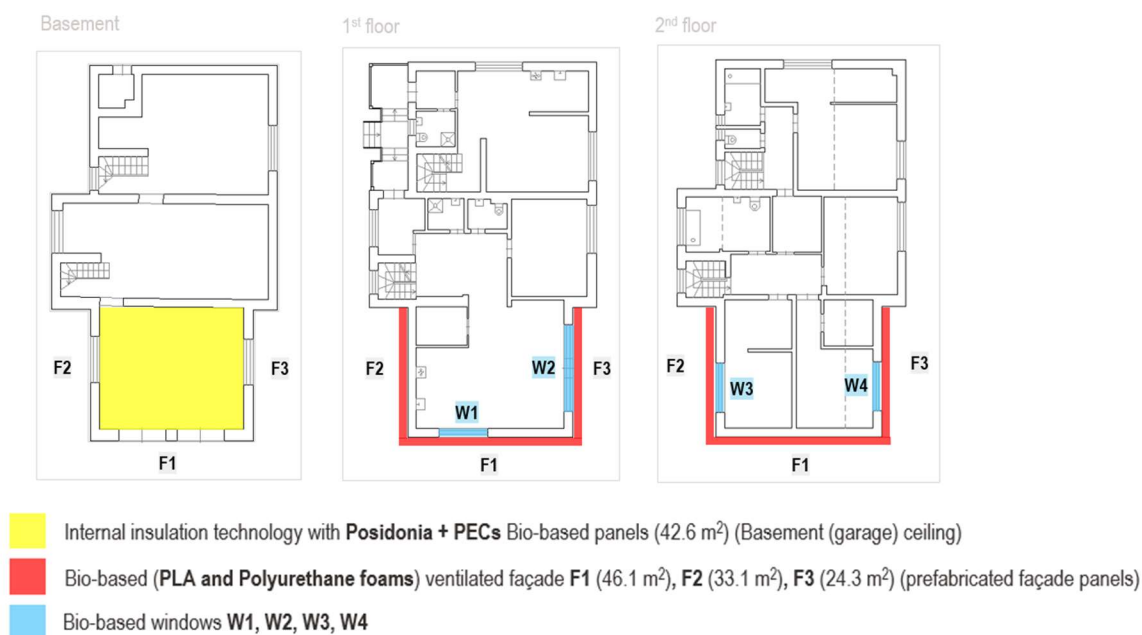 Basement
1st floor
2nd floor
F2
F3
F1
F2
W2
F3
W1
F1
F2
W3
W4
F3
F1
Internal insulation technology with Posidonia + PECs Bio-based panels (42.6 m²) (Basement (garage) ceiling)
Bio-based (PLA and Polyurethane foams) ventilated façade F1 (46.1 m²), F2 (33.1 m²), F3 (24.3 m²) (prefabricated façade panels)
Bio-based windows W1, W2, W3, W4